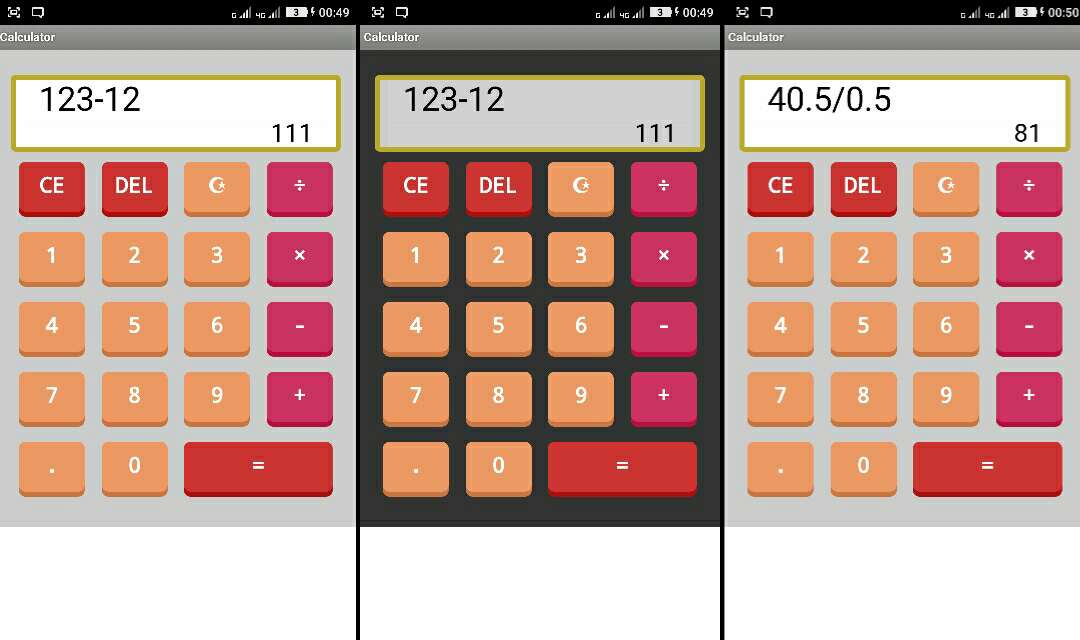 G 4G 3 00:49
Calculator
123-12
111
CE DEL ☪ ÷
1 2 3 ×
4 5 6 -
7 8 9 +
. 0 =
G 4G 3 00:49
Calculator
123-12
111
CE DEL ☪ ÷
1 2 3 ×
4 5 6 -
7 8 9 +
. 0 =
G 4G 3 00:50
Calculator
40.5/0.5
81
CE DEL ☪ ÷
1 2 3 ×
4 5 6 -
7 8 9 +
. 0 =